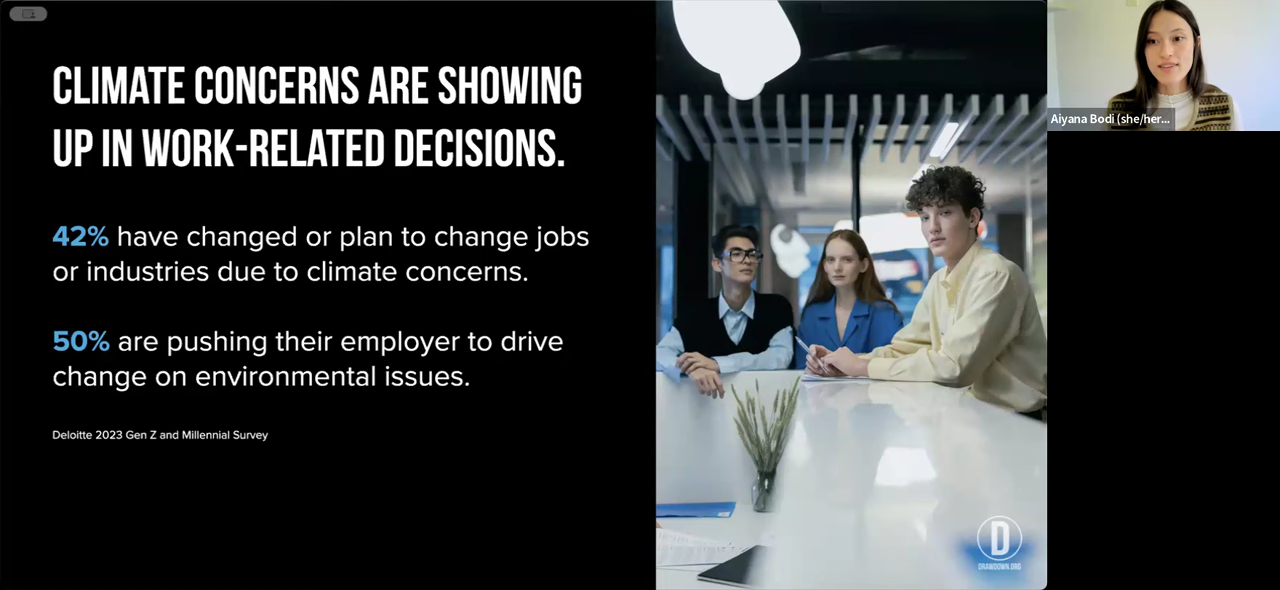 CLIMATE CONCERNS ARE SHOWING
UP IN WORK-RELATED DECISIONS.
42% have changed or plan to change jobs
or industries due to climate concerns.
50% are pushing their employer to drive
change on environmental issues.
Deloitte 2023 Gen Z and Millennial Survey
D
DRAWDOWN.ORG
Aiyana Bodi (she/her...